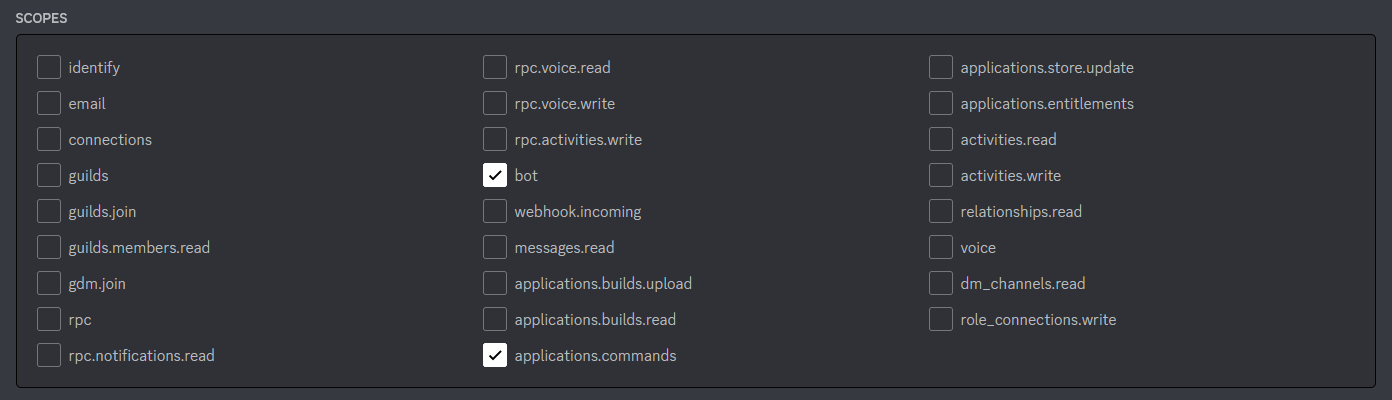 SCOPES
identify
email
connections
guilds
guilds.join
guilds.members.read
gdm.join
rpc
rpc.notifications.read
rpc.voice.read
rpc.voice.write
rpc.activities.write
bot
webhook.incoming
messages.read
applications.builds.upload
applications.builds.read
applications.commands
applications.store.update
applications.entitlements
activities.read
activities.write
relationships.read
voice
dm_channels.read
role_connections.write